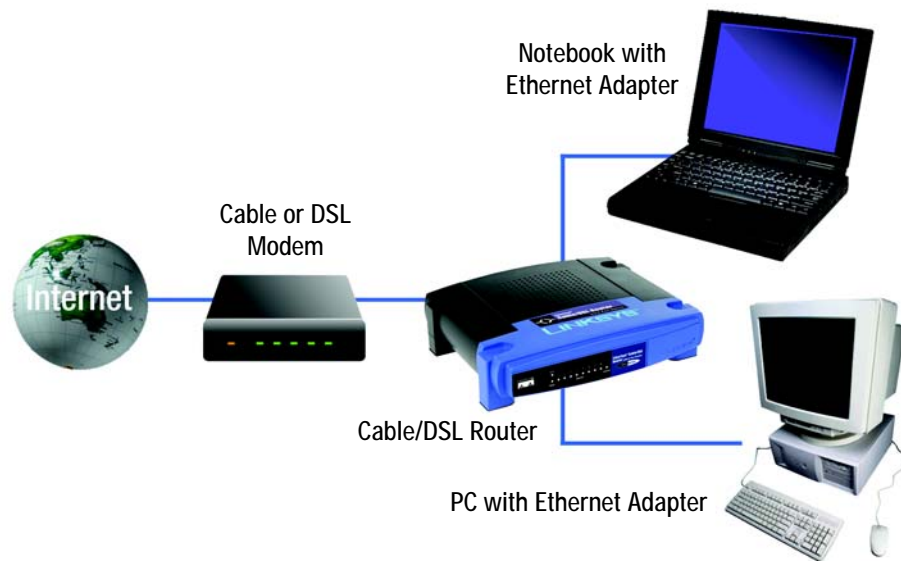 Notebook with
Ethernet Adapter
Cable or DSL
Modem
Internet
LINKSYS
Cable/DSL Router
PC with Ethernet Adapter